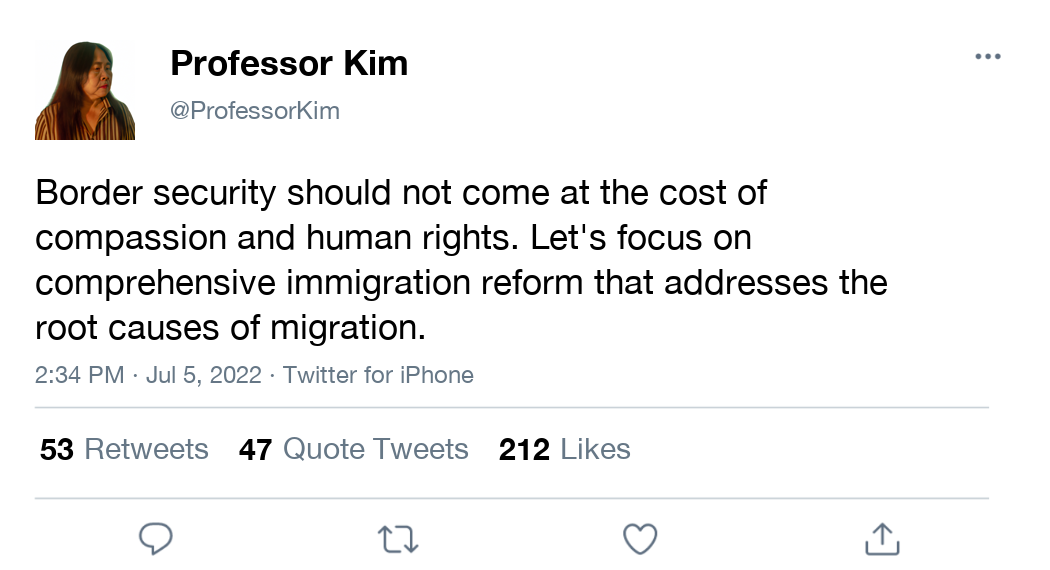 Professor Kim
@ProfessorKim
Border security should not come at the cost of
compassion and human rights. Let's focus on
comprehensive immigration reform that addresses the
root causes of migration.
2:34 PM · Jul 5, 2022 · Twitter for iPhone
53 Retweets 47 Quote Tweets 212 Likes